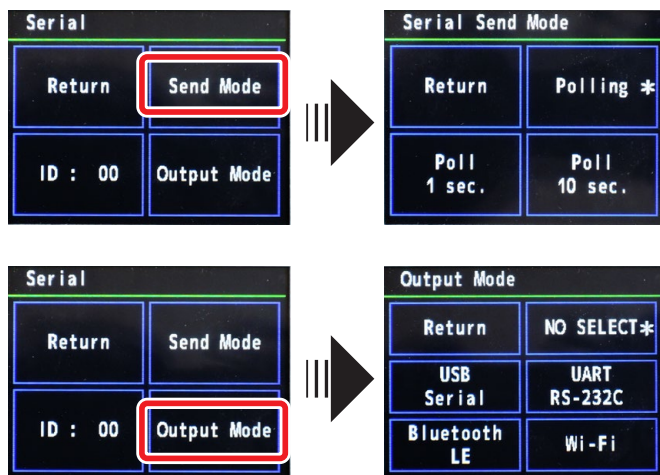 Serial
Return
Send Mode
ID : 00
Output Mode
Serial Send Mode
Return
Polling *
Poll
1 sec.
Poll
10 sec.
Serial
Return
Send Mode
ID : 00
Output Mode
Output Mode
Return
NO SELECT*
USB
Serial
UART
RS-232C
Bluetooth
LE
Wi-Fi